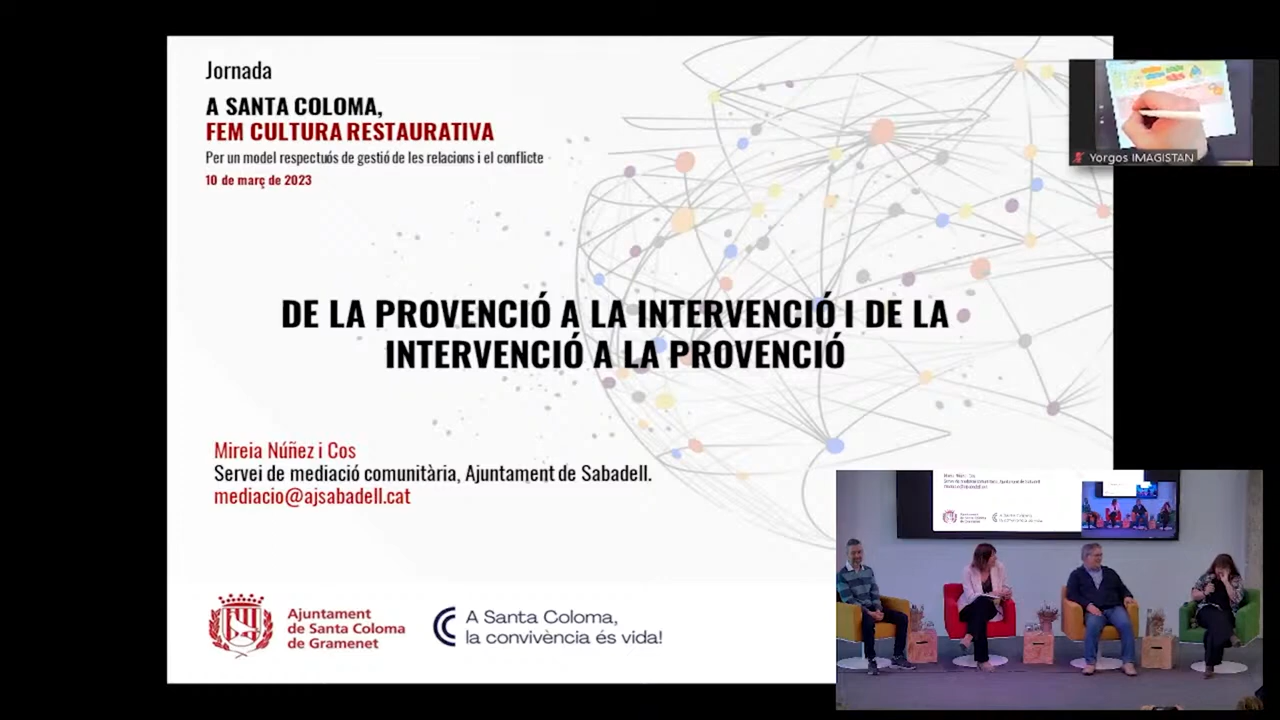 Jornada
A SANTA COLOMA,
FEM CULTURA RESTAURATIVA
Per un model respectuós de gestió de les relacions i el conflicte
10 de març de 2023
Yorgos IMAGISTAN
DE LA PROVENCIÓ A LA INTERVENCIÓ I DE LA
INTERVENCIÓ A LA PROVENCIÓ
Mireia Núñez i Cos
Servei de mediació comunitària, Ajuntament de Sabadell.
mediacio@ajsabadell.cat
Ajuntament
de Santa Coloma
de Gramenet
A Santa Coloma,
la convivència és vida!